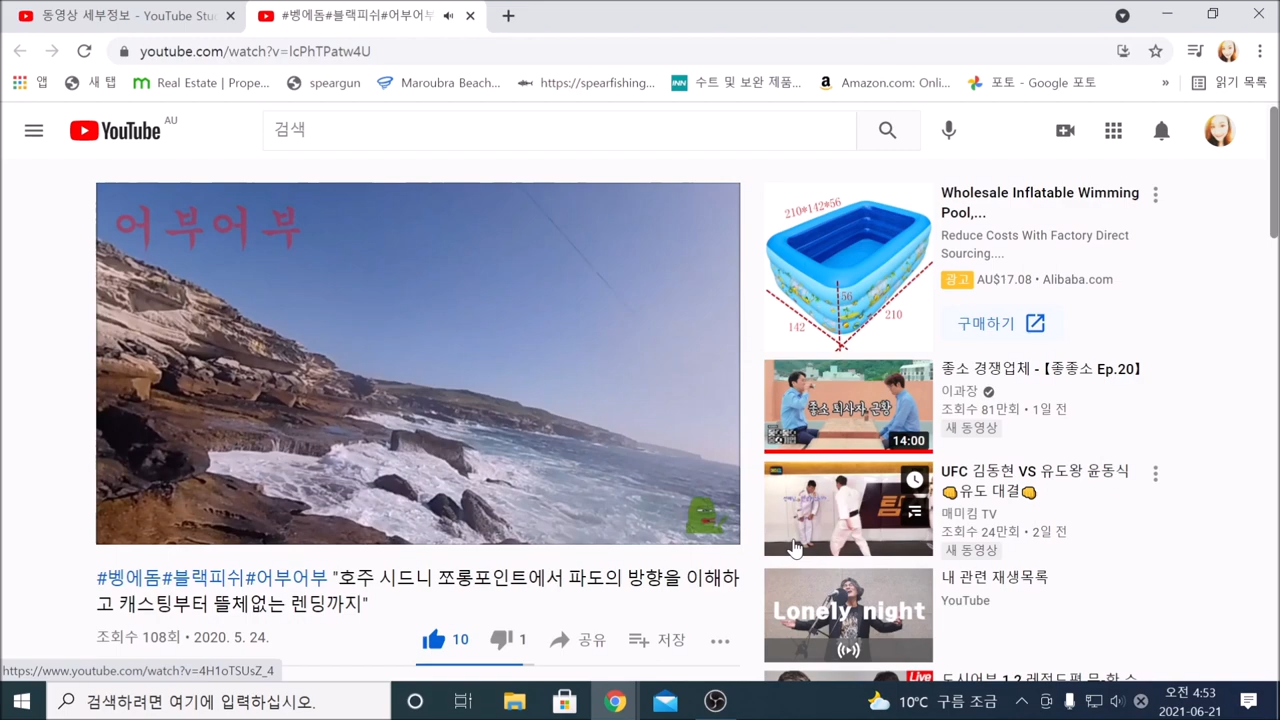 동영상 세부정보 - YouTube Stu
#벵에돔#블랙피쉬#어부어부
youtube.com/watch?v=lcPhTPatw4U
앱
새 탭
Real Estate | Prope...
speargun
Maroubra Beach...
https://spearfishing...
INN
수트 및 보완 제품...
Amazon.com: Onli...
포토 - Google 포토
»
읽기 목록
YouTube AU
검색
어부어부
210*142*56
56
142
210
Wholesale Inflatable Wimming
Pool,...
Reduce Costs With Factory Direct
Sourcing....
광고 AU$17.08 • Alibaba.com
구매하기
좋소 퇴사자, 근황
14:00
좋소 경쟁업체 -【좋좋소 Ep.20】
이과장
조회수 81만회 • 1일 전
새 동영상
UFC 김동현 VS 유도왕 윤동식
👊유도 대결👊
매미킴 TV
조회수 24만회 • 2일 전
새 동영상
#벵에돔#블랙피쉬#어부어부 "호주 시드니 쪼롱포인트에서 파도의 방향을 이해하
고 캐스팅부터 뜰체없는 렌딩까지"
조회수 108회 • 2020. 5. 24.
10
1
공유
저장
Lonely night
내 관련 재생목록
YouTube
Live
https://www.youtube.com/watch?v=4H1oTSUsZ_4
검색하려면 여기에 입력하십시오.
10℃ 구름 조금
오전 4:53
2021-06-21